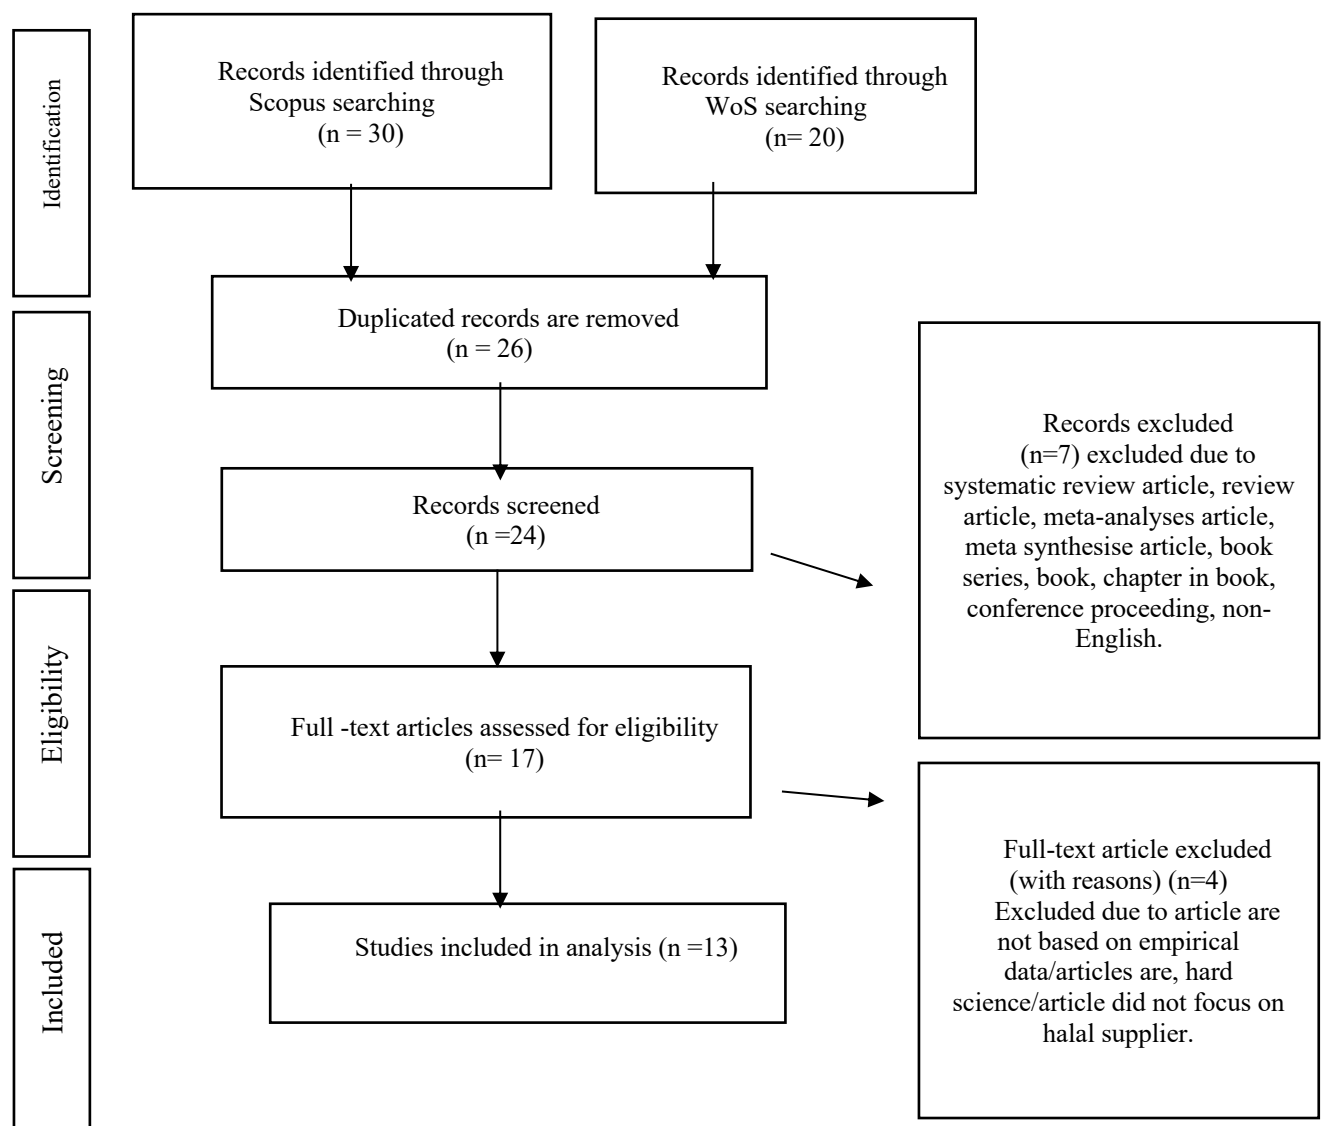 Identification
Records identified through
Scopus searching
(n = 30)
Records identified through
WoS searching
(n= 20)
Duplicated records are removed
(n = 26)
Screening
Records screened
(n =24)
Records excluded
(n=7) excluded due to
systematic review article, review
article, meta-analyses article,
meta synthesise article, book
series, book, chapter in book,
conference proceeding, non-
English.
Eligibility
Full -text articles assessed for eligibility
(n= 17)
Full-text article excluded
(with reasons) (n=4)
Excluded due to article are
not based on empirical
data/articles are, hard
science/article did not focus on
halal supplier.
Included
Studies included in analysis (n =13)